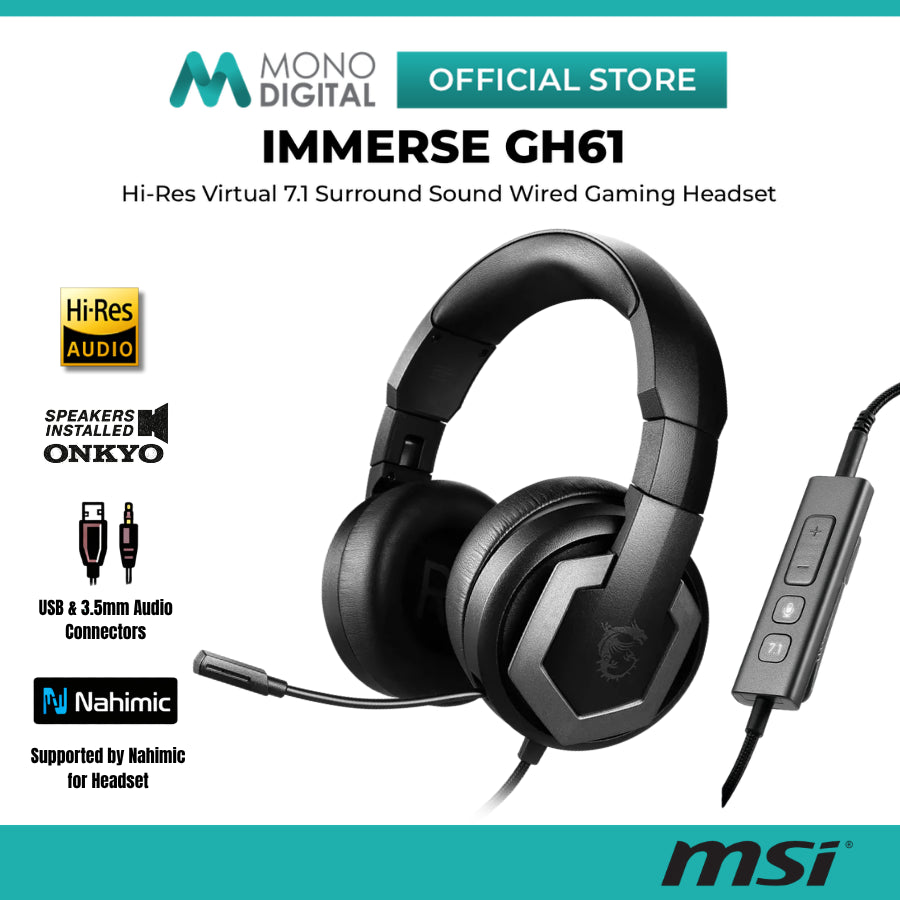 MONO
DIGITAL
OFFICIAL STORE
IMMERSE GH61
Hi-Res Virtual 7.1 Surround Sound Wired Gaming Headset
Hi-Res
AUDIO
SPEAKERS
INSTALLED
ONKYO
USB & 3.5mm Audio
Connectors
Nahimic
Supported by Nahimic
for Headset
R
+
−
7.1
msi®